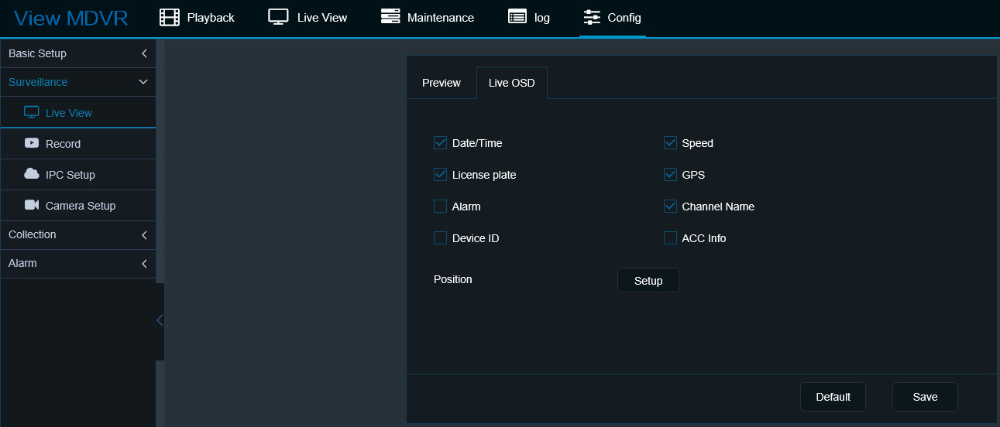 View MDVR Playback Live View Maintenance log Config
Basic Setup
Surveillance
Live View
Record
IPC Setup
Camera Setup
Collection
Alarm
Preview Live OSD
Date/Time Speed
License plate GPS
Alarm Channel Name
Device ID ACC Info
Position Setup
Default Save